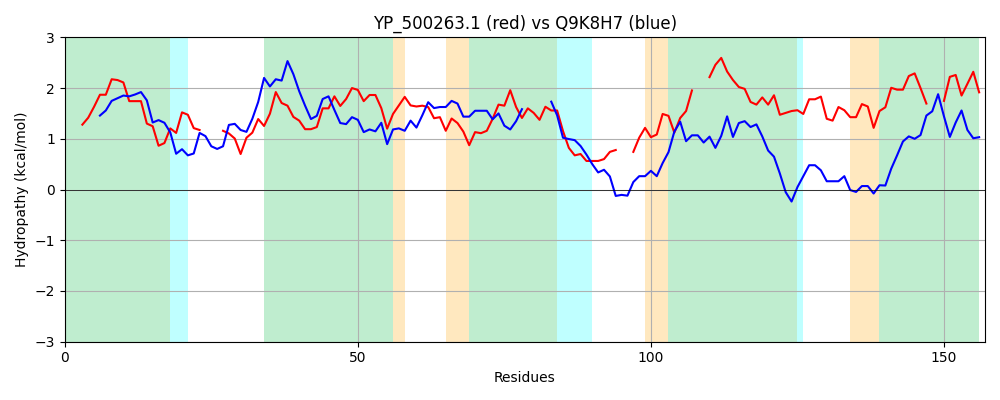 YP_500263.1 (red) vs Q9K8H7 (blue)
Hydropathy (kcal/mol)
3
2
1
0
−1
−2
−3
0 50 100 150
Residues